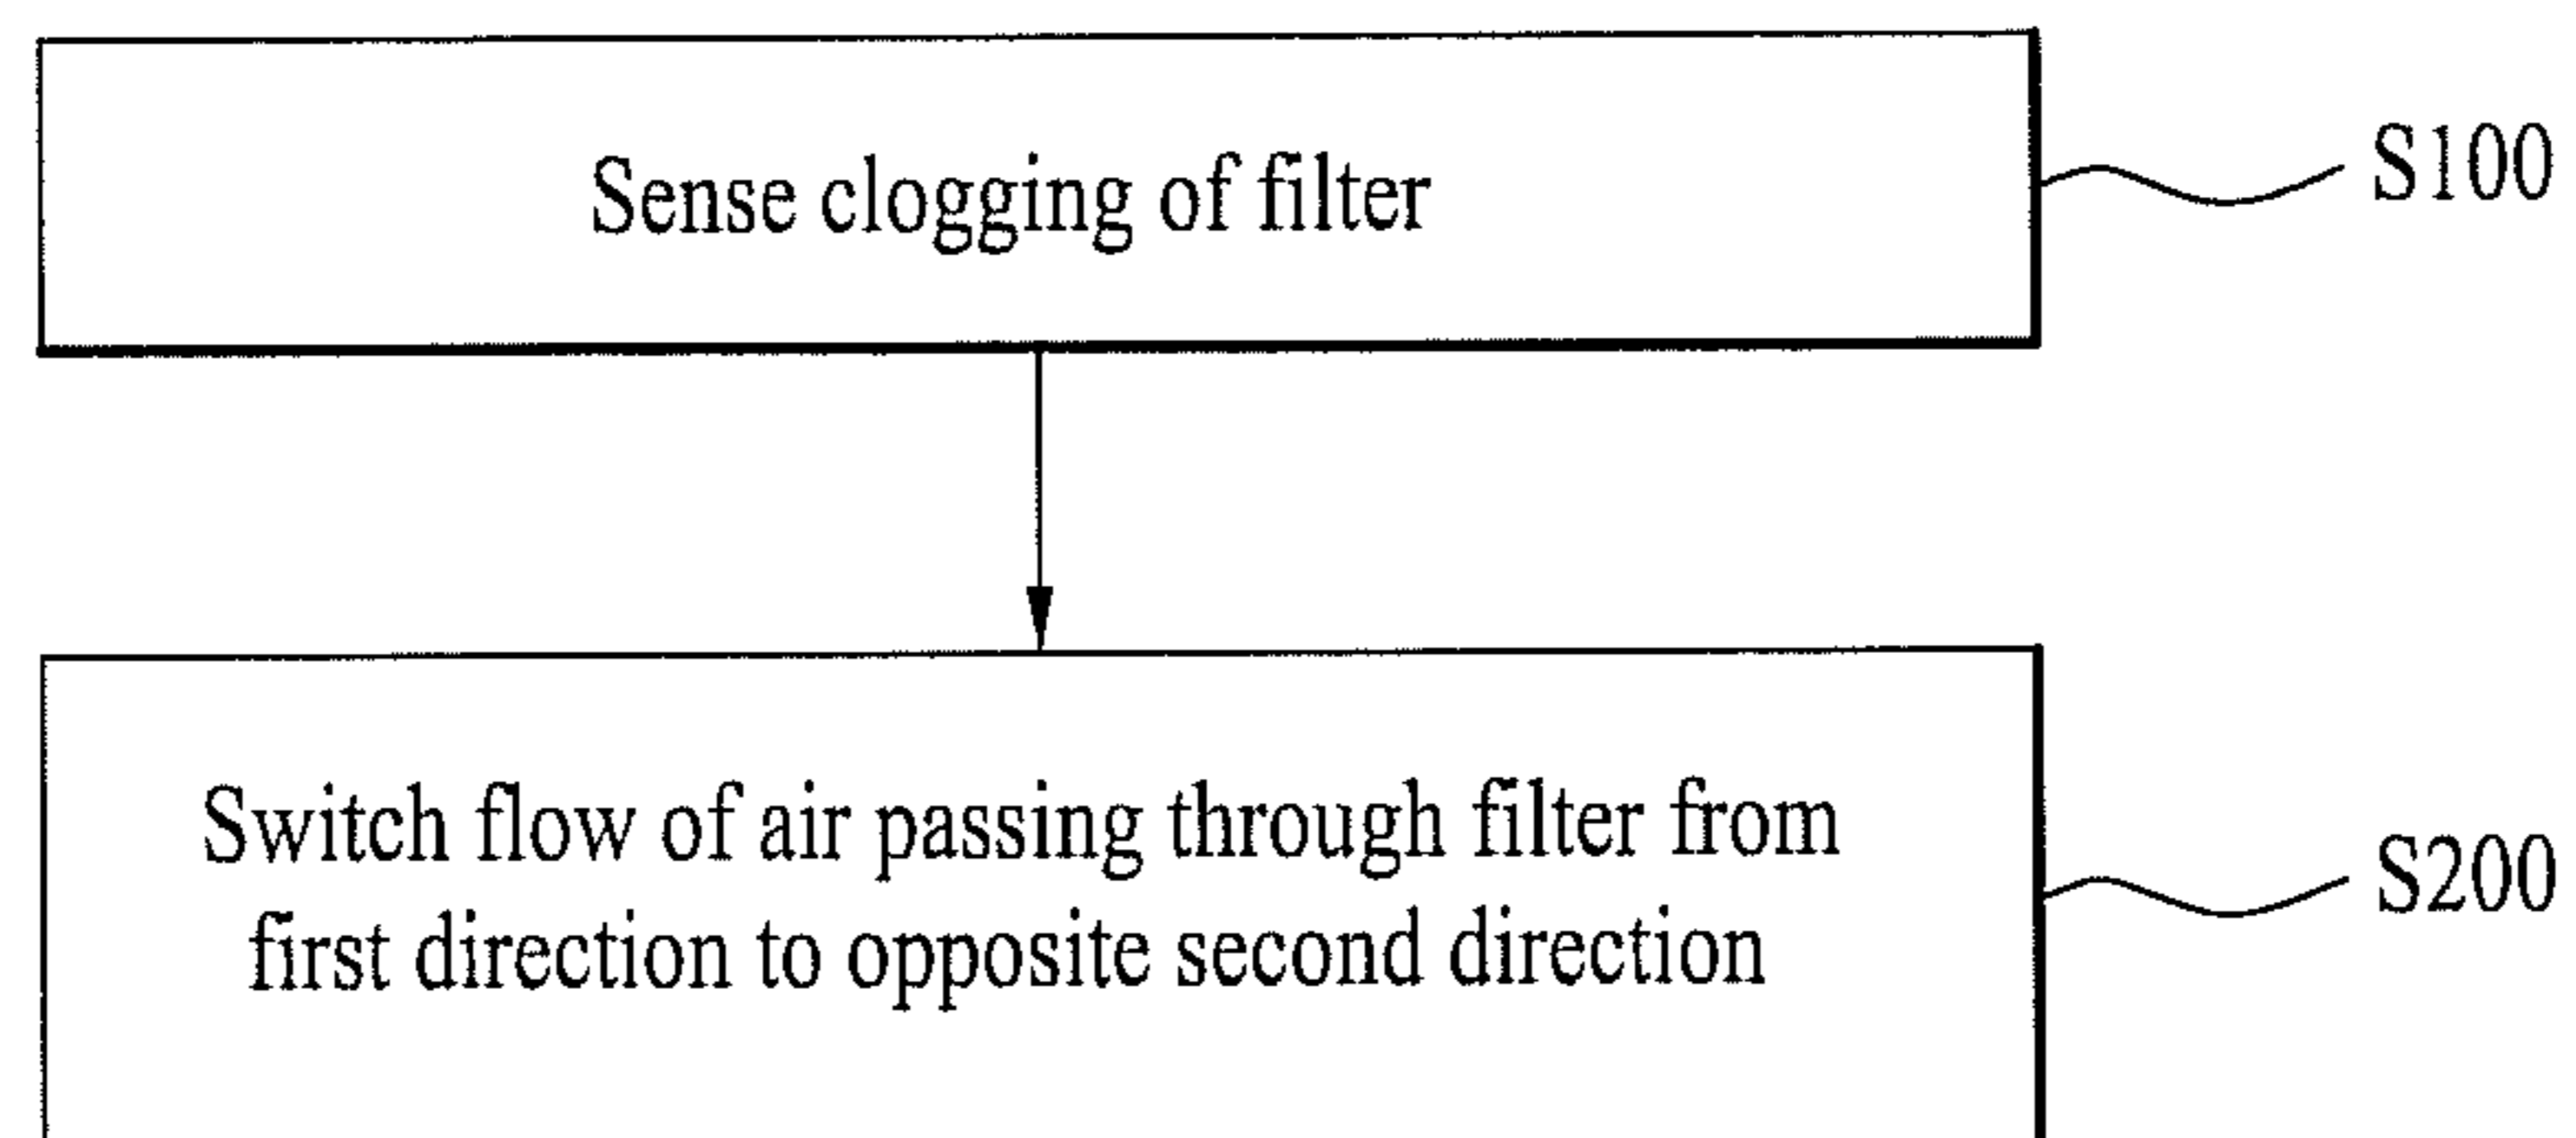 Sense clogging of filter
S100
Switch flow of air passing through filter from
first direction to opposite second direction
S200